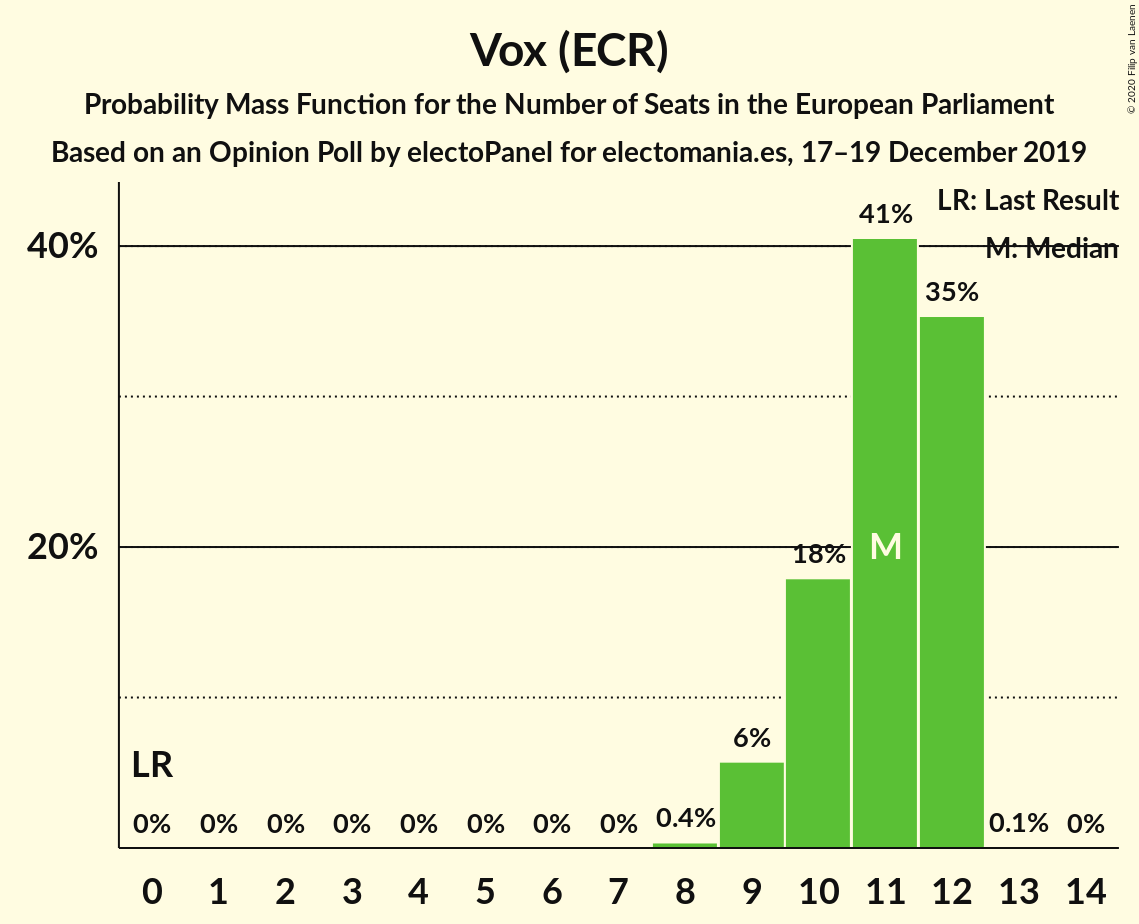 Vox (ECR)
Probability Mass Function for the Number of Seats in the European Parliament
Based on an Opinion Poll by electoPanel for electomania.es, 17–19 December 2019
© 2020 Filip van Laenen
LR: Last Result
M: Median
40%
20%
41%
35%
18%
M
6%
LR
0% 0% 0% 0% 0% 0% 0% 0% 0.4% 0.1% 0%
0 1 2 3 4 5 6 7 8 9 10 11 12 13 14